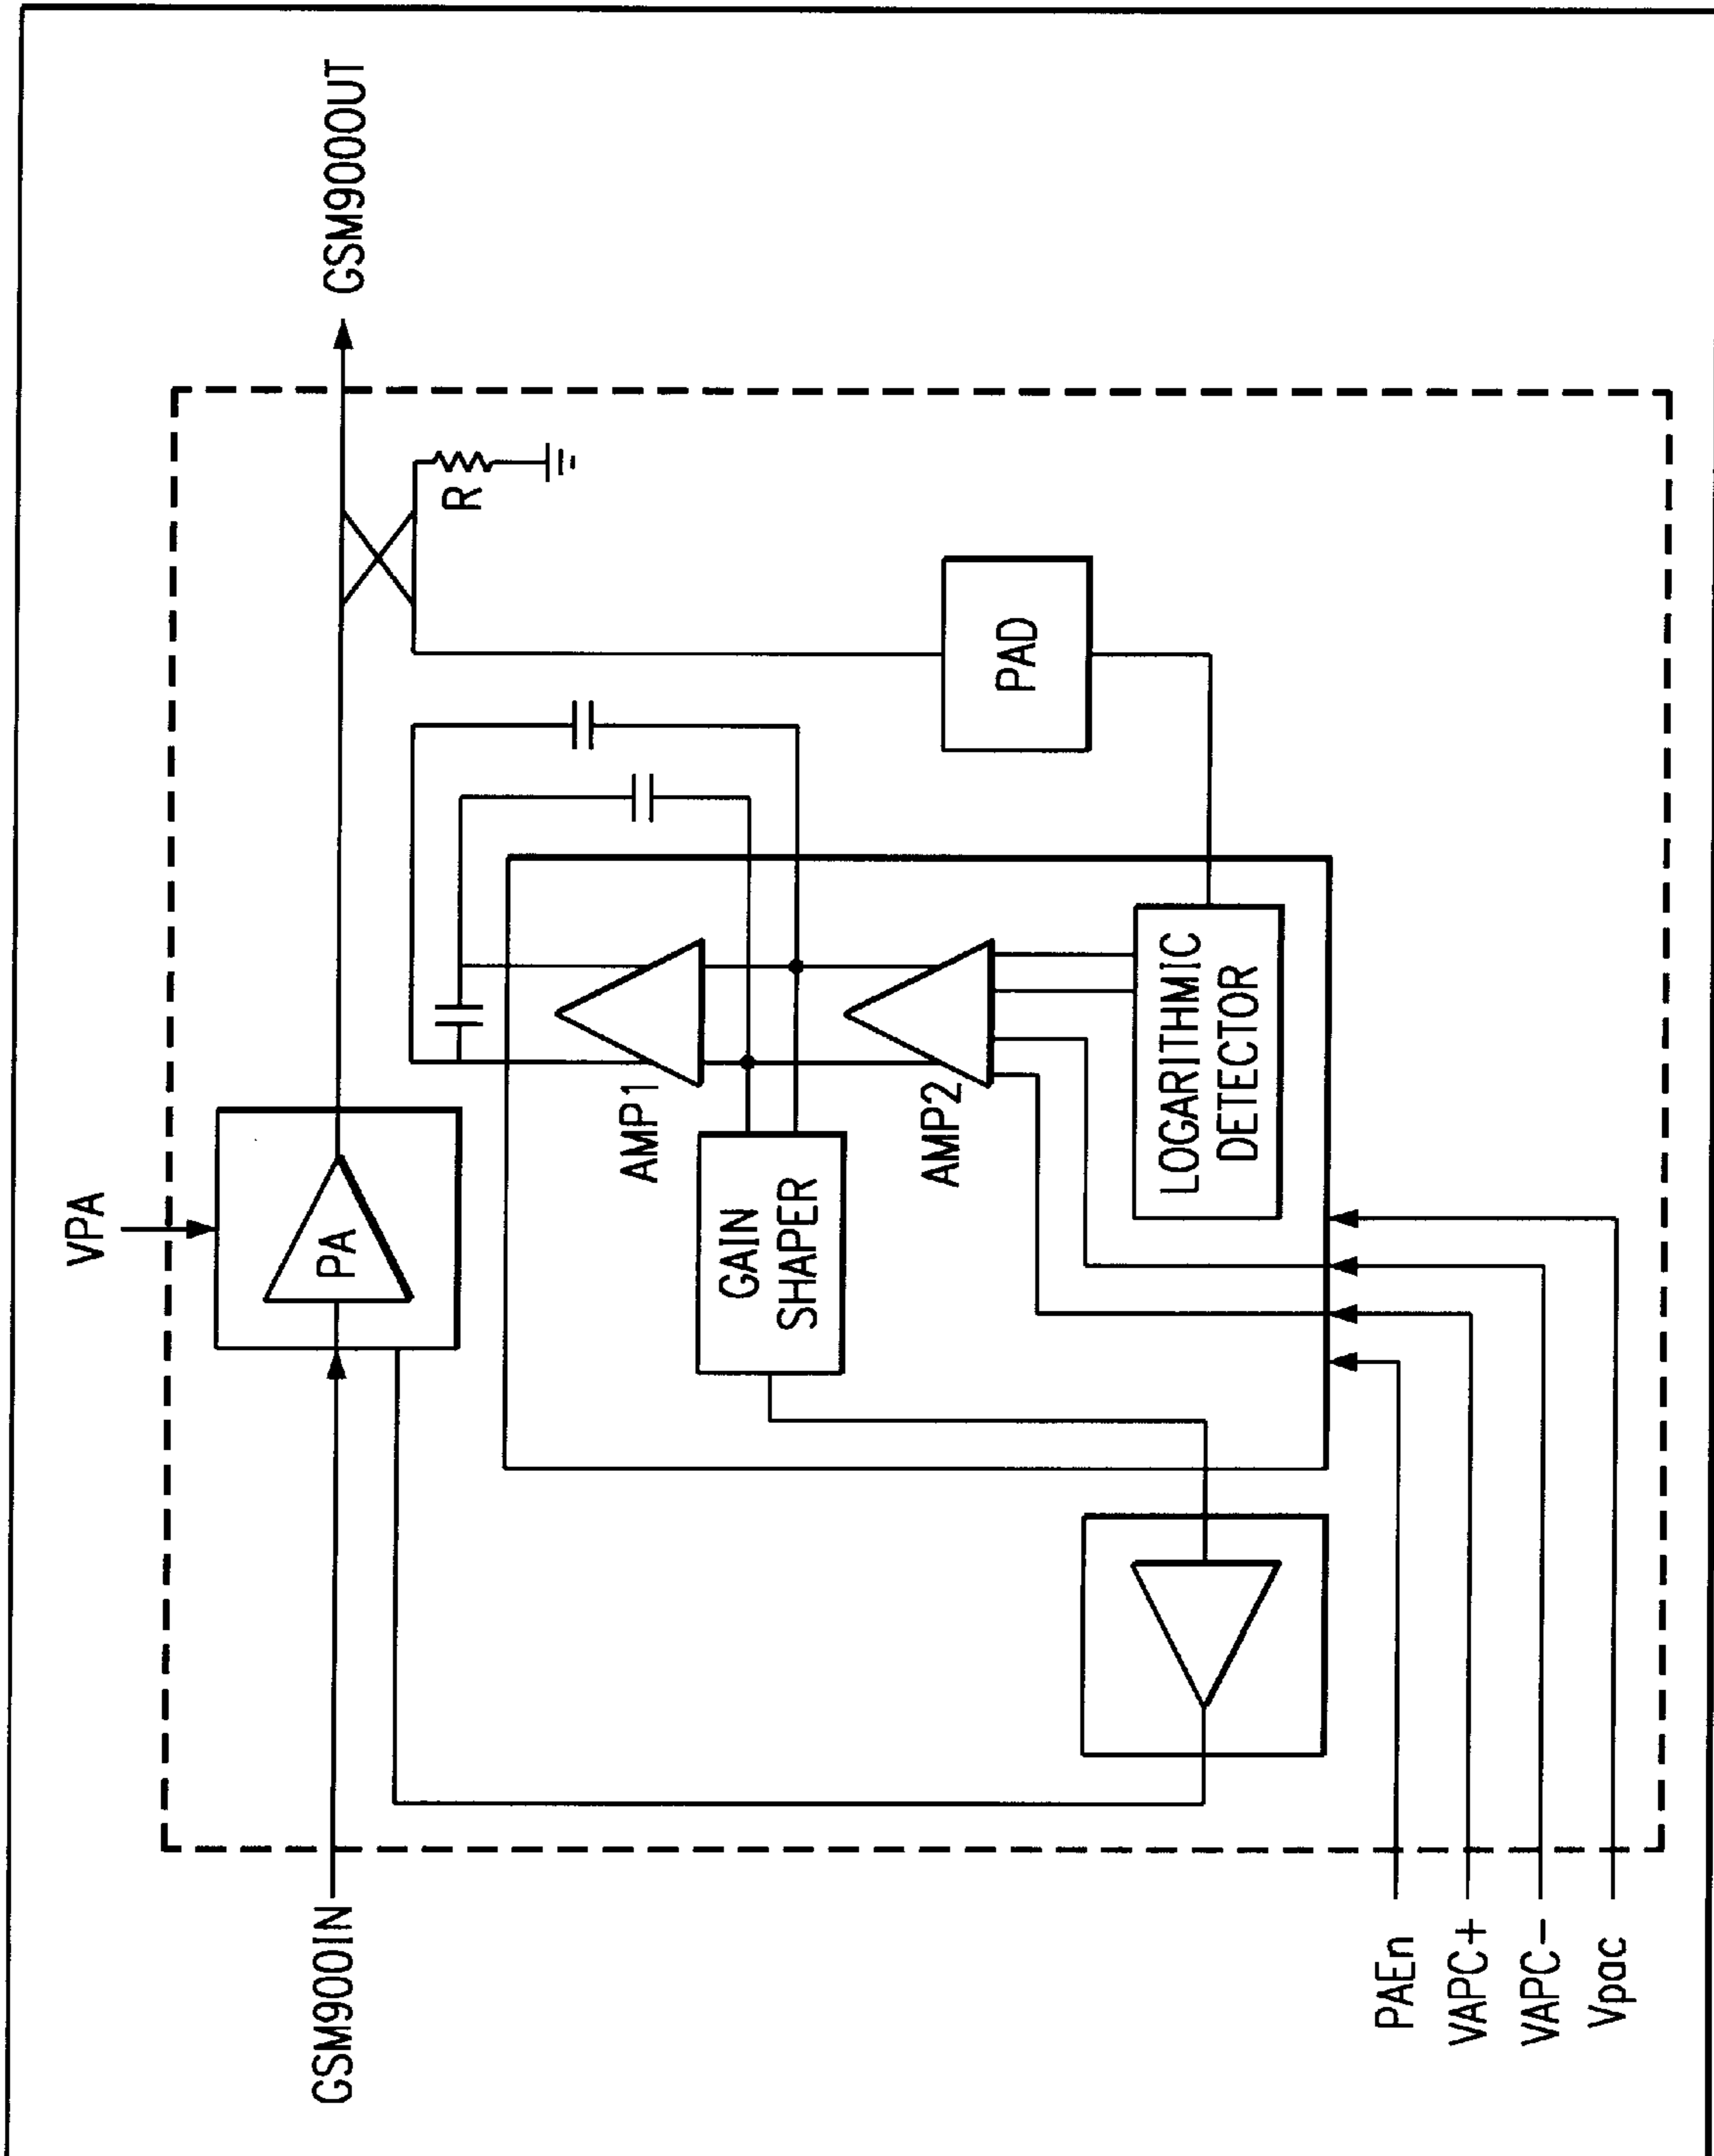 VPA
GSM900IN
PA
GSM900OUT
R
AMP1
GAIN
SHAPER
AMP2
PAD
LOGARITHMIC
DETECTOR
PAEn
VAPC+
VAPC-
Vpac